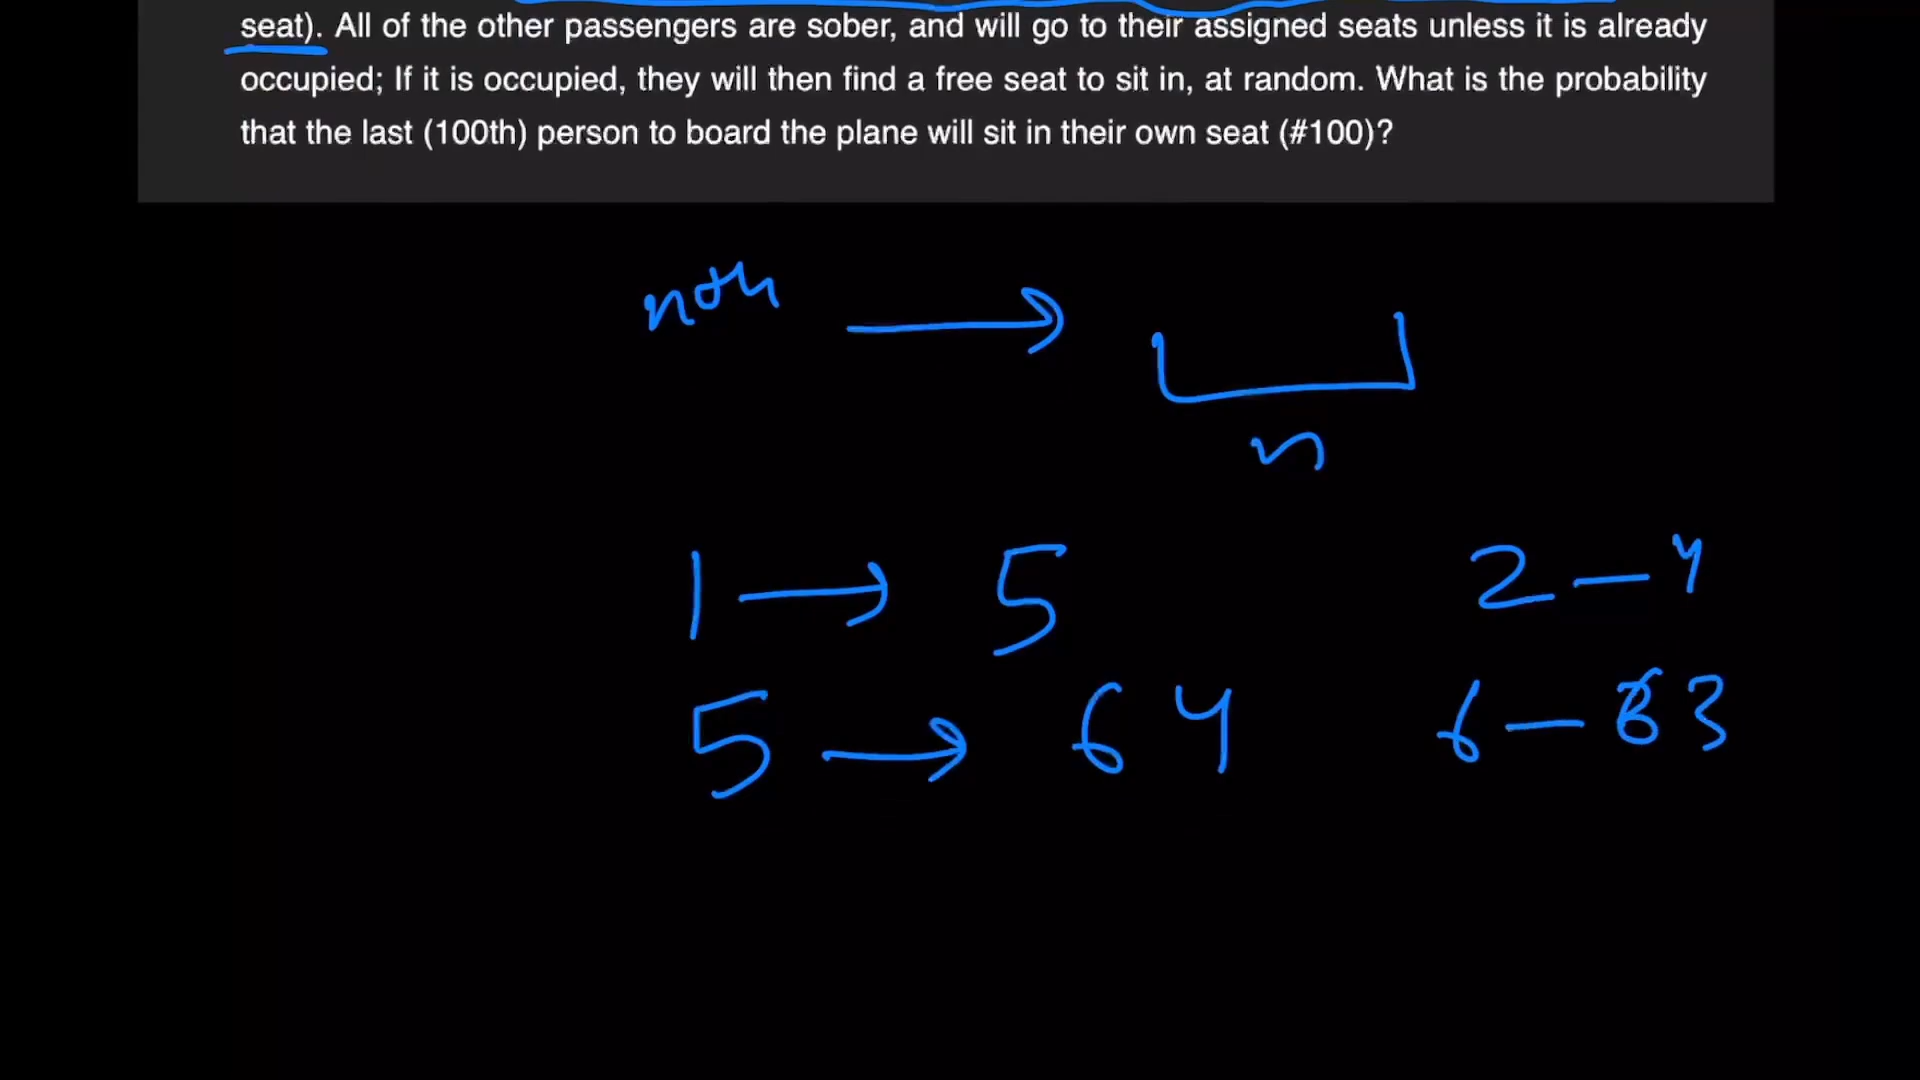 seat). All of the other passengers are sober, and will go to their assigned seats unless it is already
occupied; If it is occupied, they will then find a free seat to sit in, at random. What is the probability
that the last (100th) person to board the plane will sit in their own seat (#100)?
nth →
n
1 → 5 2 – 4
5 → 64 6 – 63